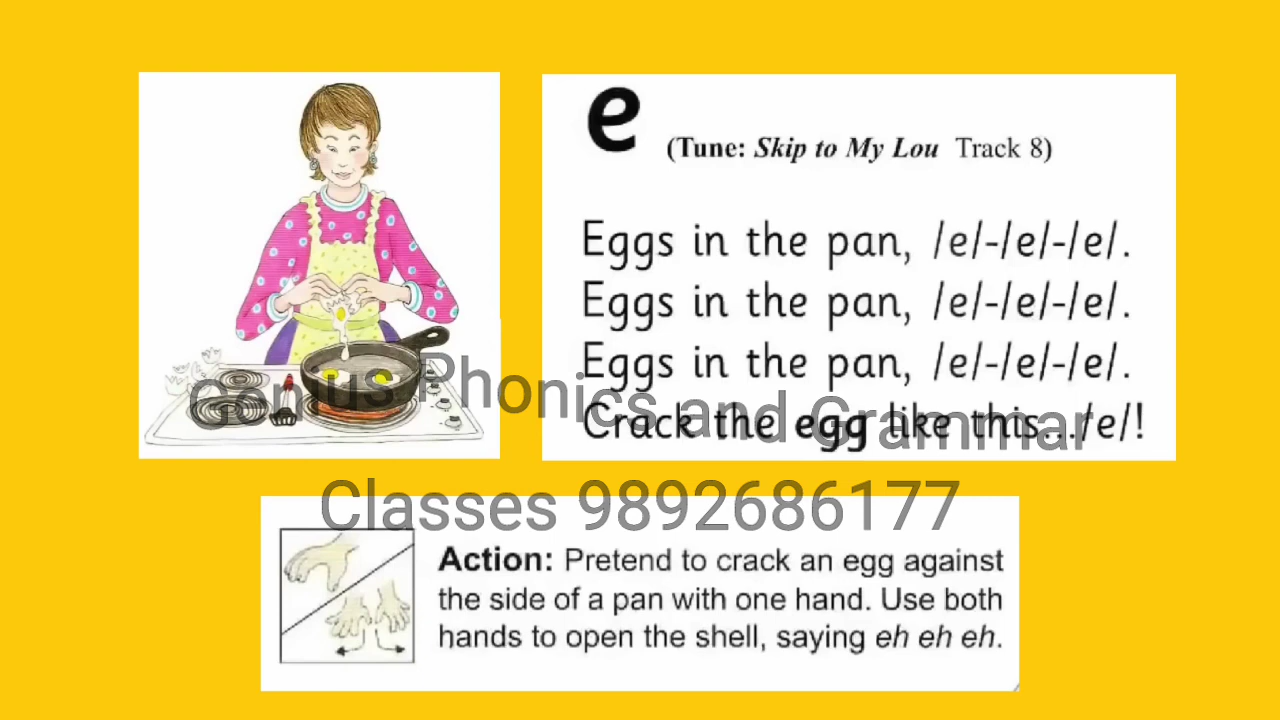 e
(Tune: Skip to My Lou Track 8)
Eggs in the pan, /e/-/e/-/e/.
Eggs in the pan, /e/-/e/-/e/.
Eggs in the pan, /e/-/e/-/e/.
Crack the egg like this.../e/!
Genius Phonics and Grammar
Classes 9892686177
Action: Pretend to crack an egg against
the side of a pan with one hand. Use both
hands to open the shell, saying eh eh eh.